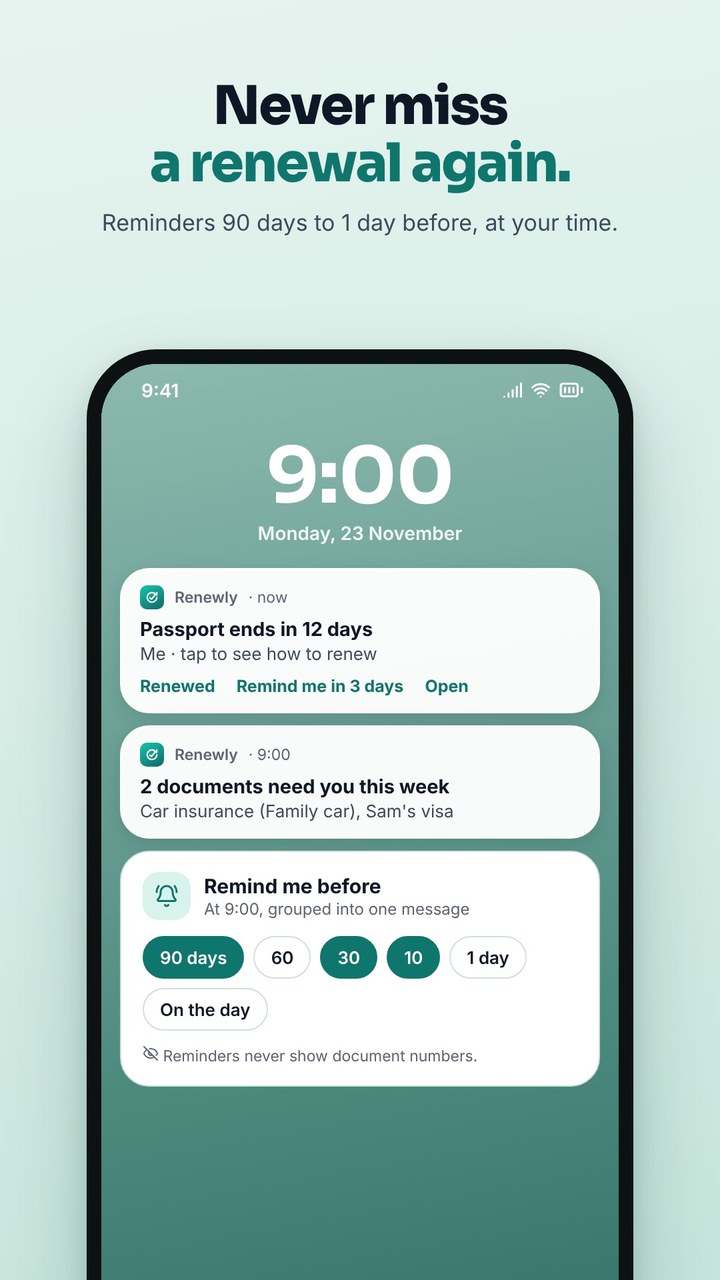 Never miss
a renewal again.
Reminders 90 days to 1 day before, at your time.
9:41
9:00
Monday, 23 November
Renewly · now
Passport ends in 12 days
Me · tap to see how to renew
Renewed Remind me in 3 days Open
Renewly · 9:00
2 documents need you this week
Car insurance (Family car), Sam's visa
Remind me before
At 9:00, grouped into one message
90 days 60 30 10 1 day
On the day
Reminders never show document numbers.